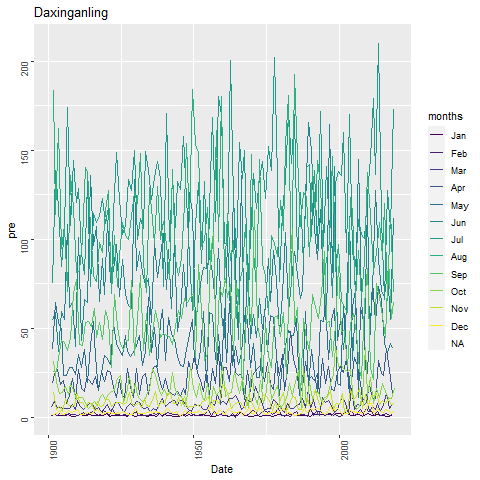 Daxinganling
200
150
100
50
0
pre
1900
1950
2000
Date
months
Jan
Feb
Mar
Apr
May
Jun
Jul
Aug
Sep
Oct
Nov
Dec
NA